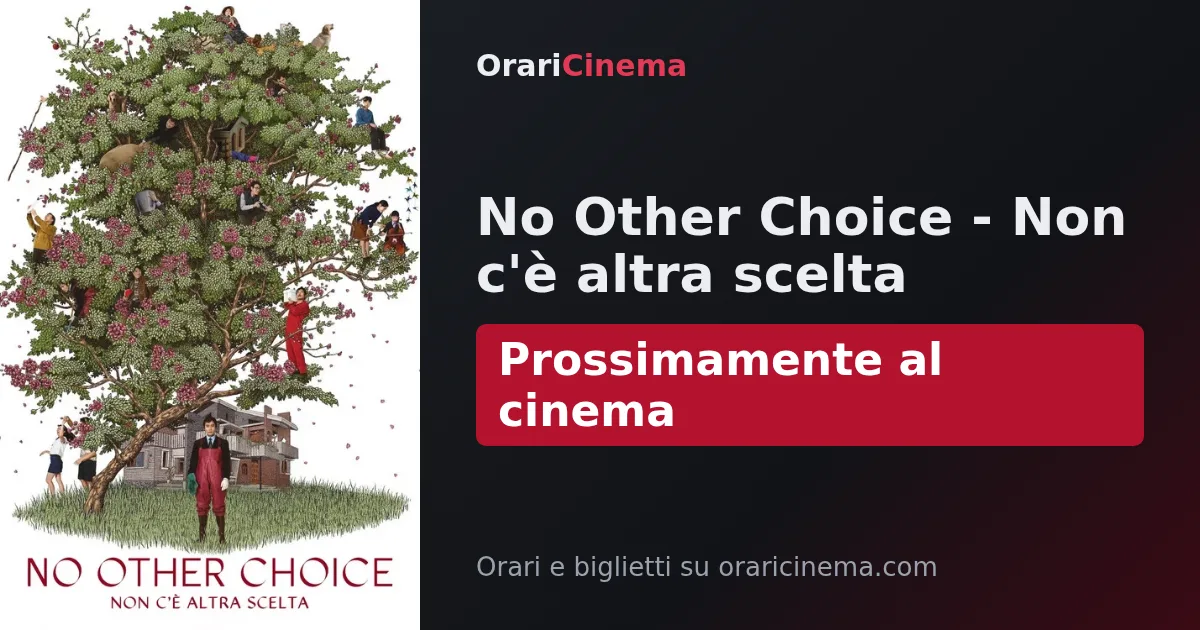 NO OTHER CHOICE
NON C'È ALTRA SCELTA
OrariCinema
No Other Choice - Non
c'è altra scelta
Prossimamente al
cinema
Orari e biglietti su oraricinema.com